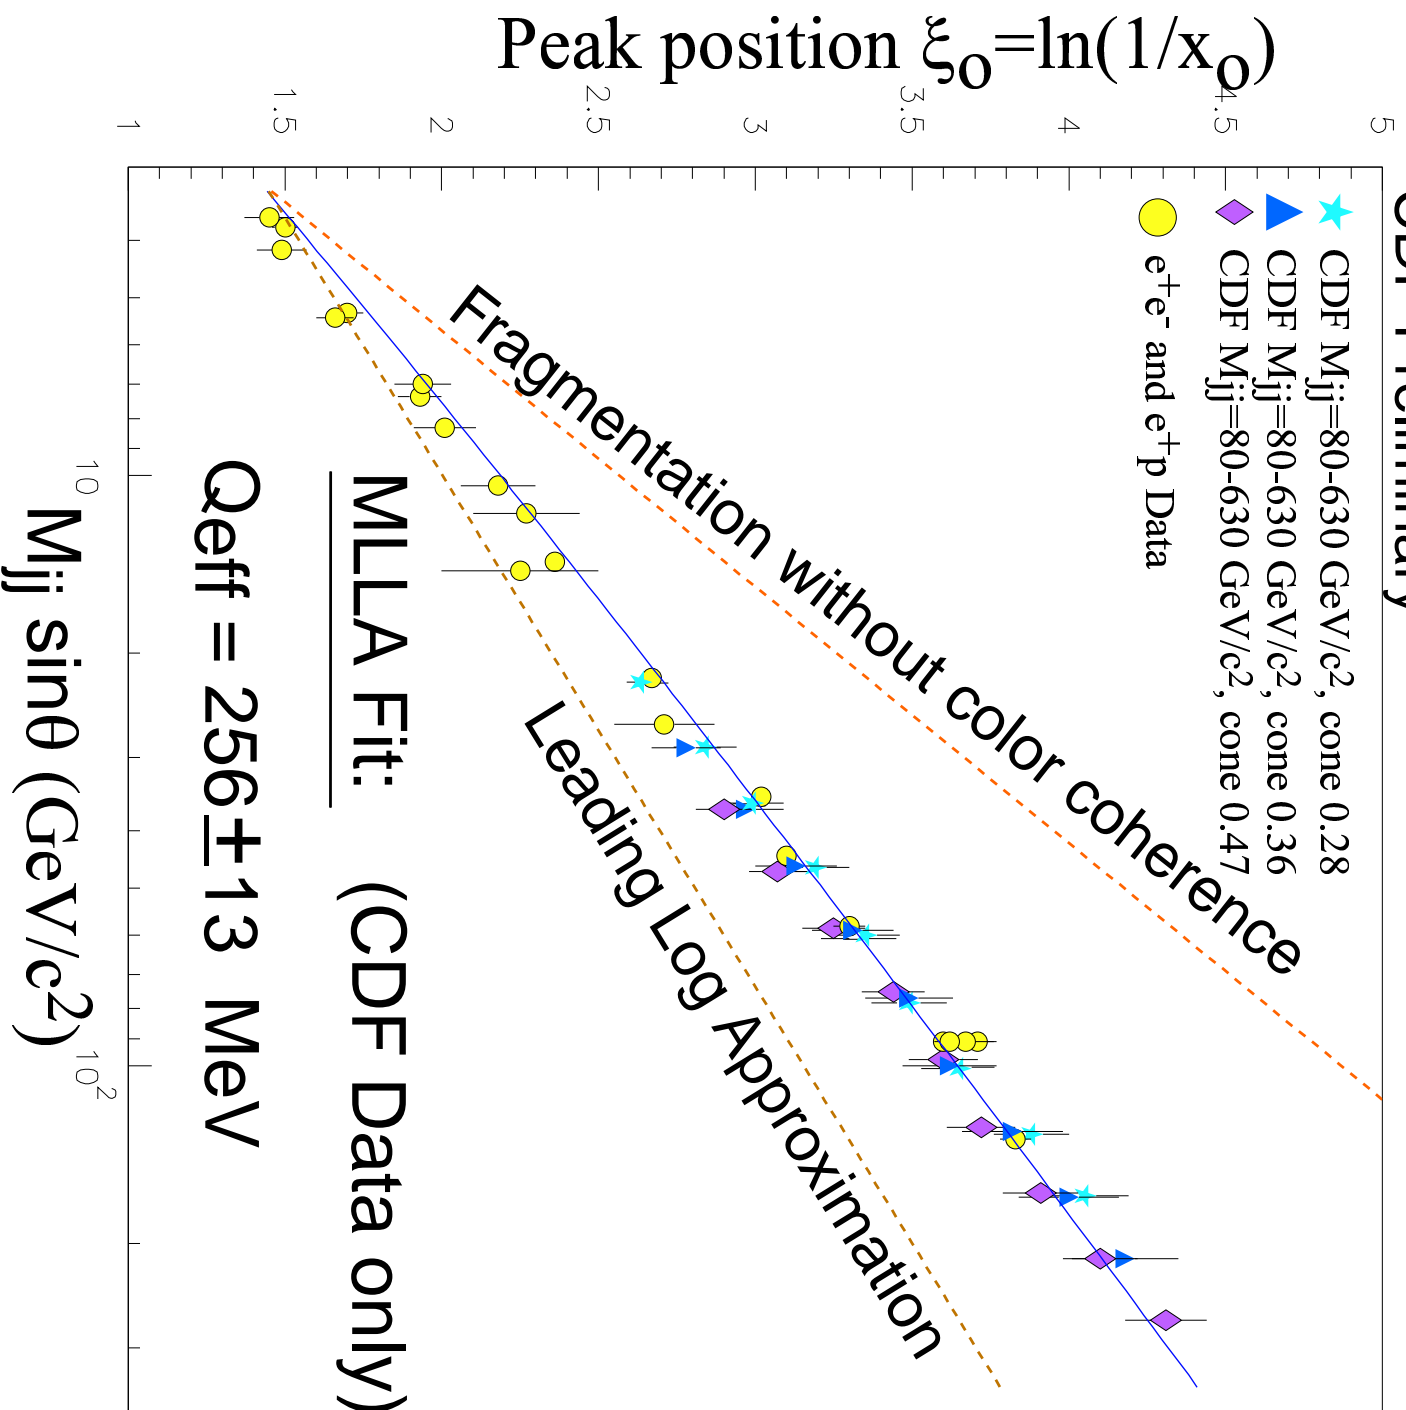 Peak position ξo=ln(1/xo)
5
4.5
4
3.5
3
2.5
2
1.5
1
CDF Mjj=80-630 GeV/c2, cone 0.28
CDF Mjj=80-630 GeV/c2, cone 0.36
CDF Mjj=80-630 GeV/c2, cone 0.47
e+e- and e+p Data
Fragmentation without color coherence
Leading Log Approximation
MLLA Fit: (CDF Data only)
Qeff = 256±13 MeV
10
10²
Mjj sinθ (GeV/c2)